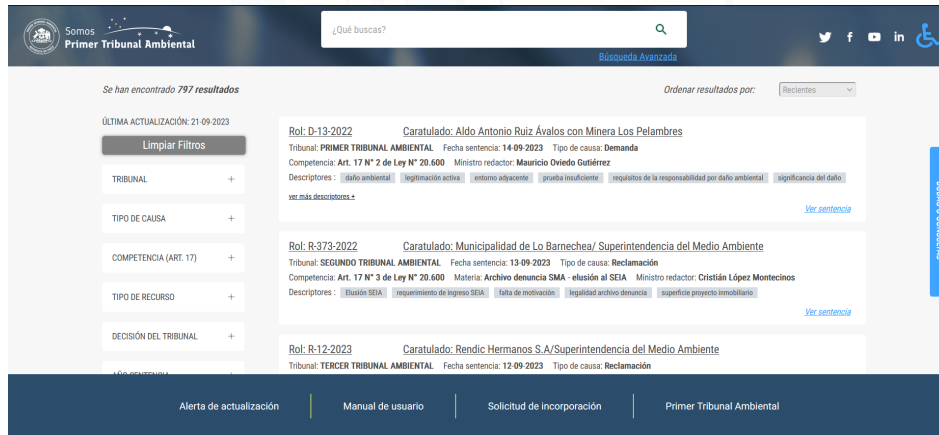 Somos
Primer Tribunal Ambiental
¿Qué buscas?
Búsqueda Avanzada
Se han encontrado 797 resultados
Ordenar resultados por: Recientes
ÚLTIMA ACTUALIZACIÓN: 21-09-2023
Limpiar Filtros
TRIBUNAL +
TIPO DE CAUSA +
COMPETENCIA (ART. 17) +
TIPO DE RECURSO +
DECISIÓN DEL TRIBUNAL +
AÑO SENTENCIA
Rol: D-13-2022 Caratulado: Aldo Antonio Ruiz Ávalos con Minera Los Pelambres
Tribunal: PRIMER TRIBUNAL AMBIENTAL Fecha sentencia: 14-09-2023 Tipo de causa: Demanda
Competencia: Art. 17 N° 2 de Ley N° 20.600 Ministro redactor: Mauricio Oviedo Gutiérrez
Descriptores : daño ambiental legitimación activa entorno adyacente prueba insuficiente requisitos de la responsabilidad por daño ambiental significancia del daño
ver más descriptores +
Ver sentencia
Rol: R-373-2022 Caratulado: Municipalidad de Lo Barnechea/ Superintendencia del Medio Ambiente
Tribunal: SEGUNDO TRIBUNAL AMBIENTAL Fecha sentencia: 13-09-2023 Tipo de causa: Reclamación
Competencia: Art. 17 N° 3 de Ley N° 20.600 Materia: Archivo denuncia SMA - elusión al SEIA Ministro redactor: Cristián López Montecinos
Descriptores : Elusión SEIA requerimiento de ingreso SEIA falta de motivación legalidad archivo denuncia superficie proyecto inmobiliario
Ver sentencia
Rol: R-12-2023 Caratulado: Rendic Hermanos S.A/Superintendencia del Medio Ambiente
Tribunal: TERCER TRIBUNAL AMBIENTAL Fecha sentencia: 12-09-2023 Tipo de causa: Reclamación
Alerta de actualización
Manual de usuario
Solicitud de incorporación
Primer Tribunal Ambiental